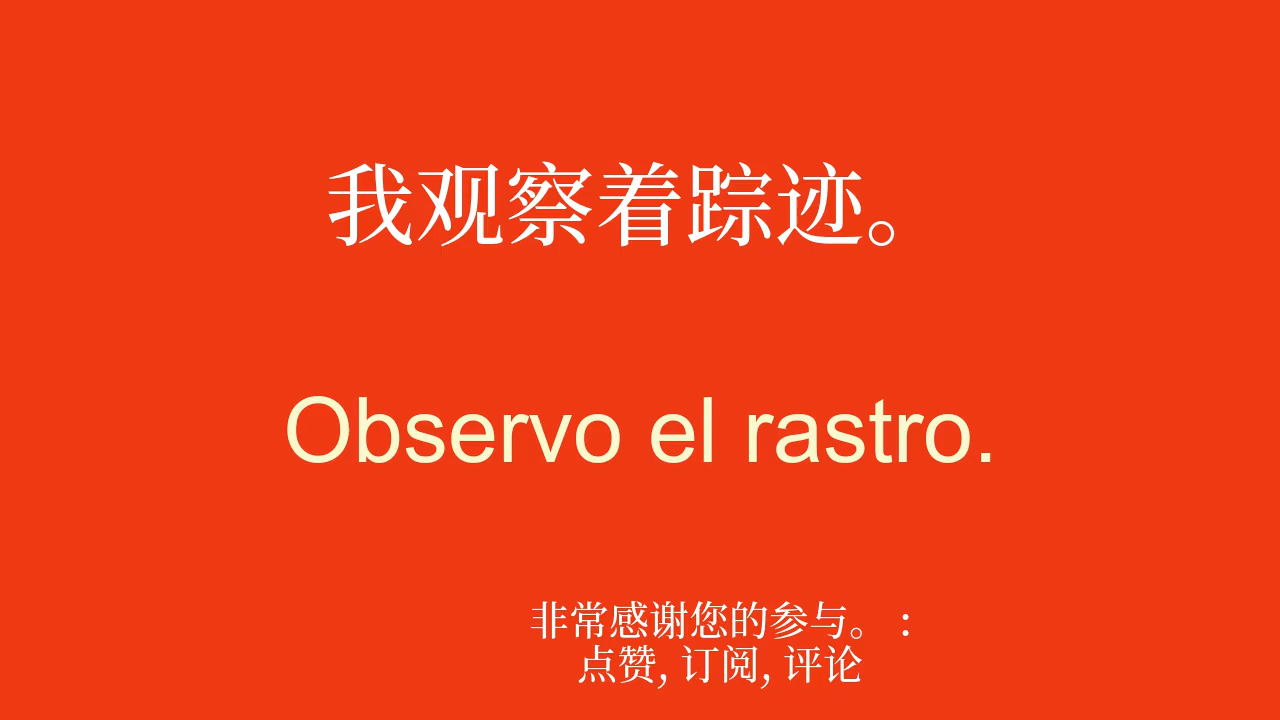 我观察着踪迹。
Observo el rastro.
非常感谢您的参与。 :
点赞, 订阅, 评论